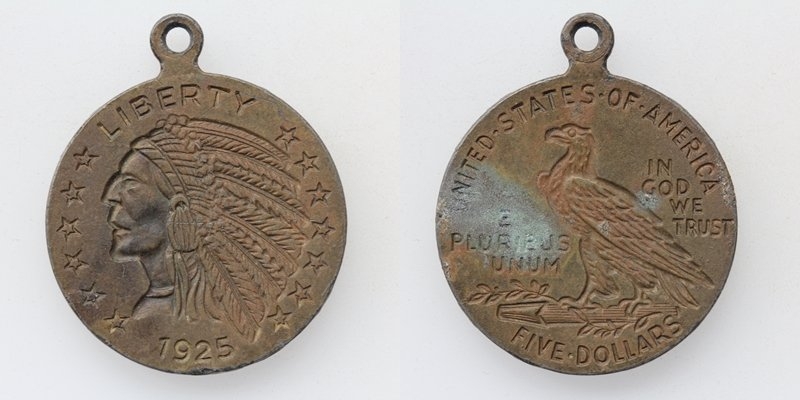 LIBERTY
1925
UNITED·STATES·OF·AMERICA
IN
GOD
WE
TRUST
E
PLURIBUS
UNUM
FIVE·DOLLARS